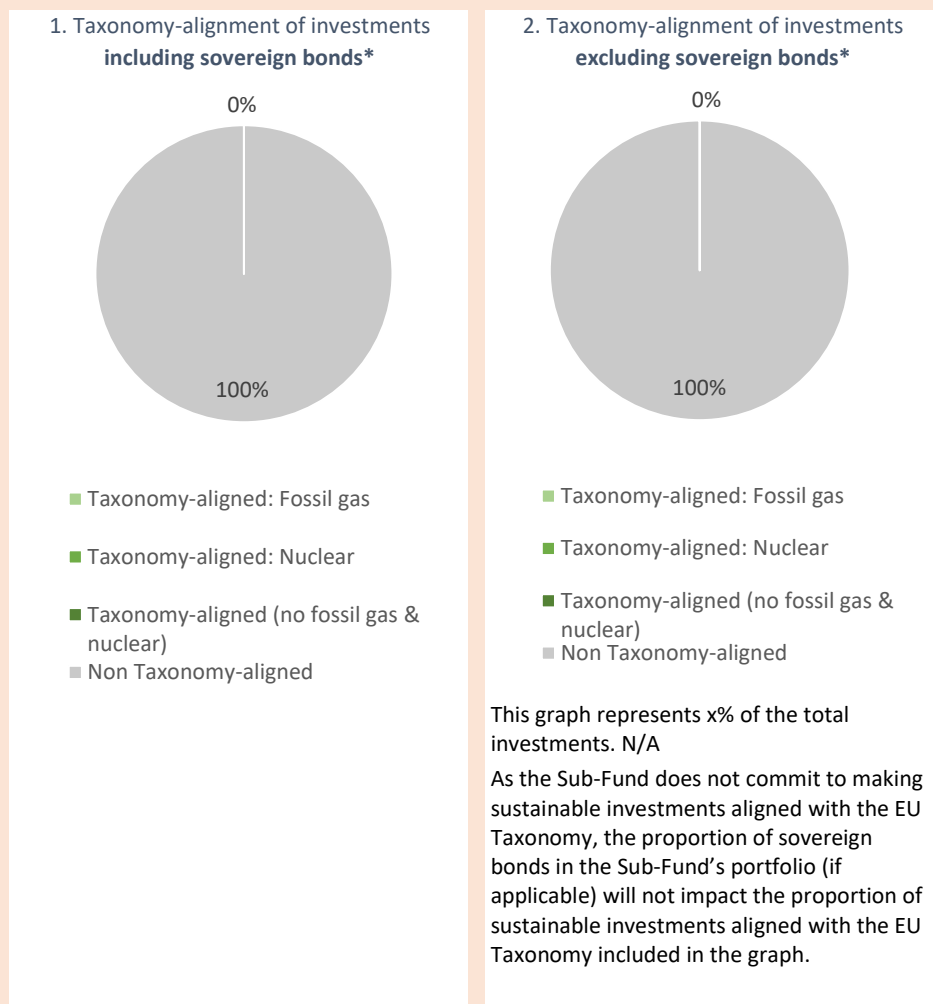 1. Taxonomy-alignment of investments
including sovereign bonds*
0%
100%
Taxonomy-aligned: Fossil gas
Taxonomy-aligned: Nuclear
Taxonomy-aligned (no fossil gas &
nuclear)
Non Taxonomy-aligned
2. Taxonomy-alignment of investments
excluding sovereign bonds*
0%
100%
Taxonomy-aligned: Fossil gas
Taxonomy-aligned: Nuclear
Taxonomy-aligned (no fossil gas &
nuclear)
Non Taxonomy-aligned
This graph represents x% of the total
investments. N/A
As the Sub-Fund does not commit to making
sustainable investments aligned with the EU
Taxonomy, the proportion of sovereign
bonds in the Sub-Fund’s portfolio (if
applicable) will not impact the proportion of
sustainable investments aligned with the EU
Taxonomy included in the graph.